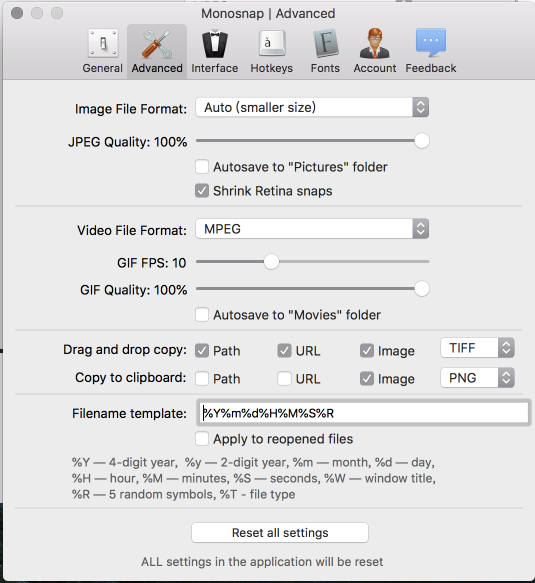 Monosnap | Advanced
General Advanced Interface Hotkeys Fonts Account Feedback
Image File Format: Auto (smaller size)
JPEG Quality: 100%
Autosave to "Pictures" folder
Shrink Retina snaps
Video File Format: MPEG
GIF FPS: 10
GIF Quality: 100%
Autosave to "Movies" folder
Drag and drop copy: Path URL Image TIFF
Copy to clipboard: Path URL Image PNG
Filename template: %Y%m%d%H%M%S%R
Apply to reopened files
%Y — 4-digit year, %y — 2-digit year, %m — month, %d — day,
%H — hour, %M — minutes, %S — seconds, %W — window title,
%R — 5 random symbols, %T - file type
Reset all settings
ALL settings in the application will be reset